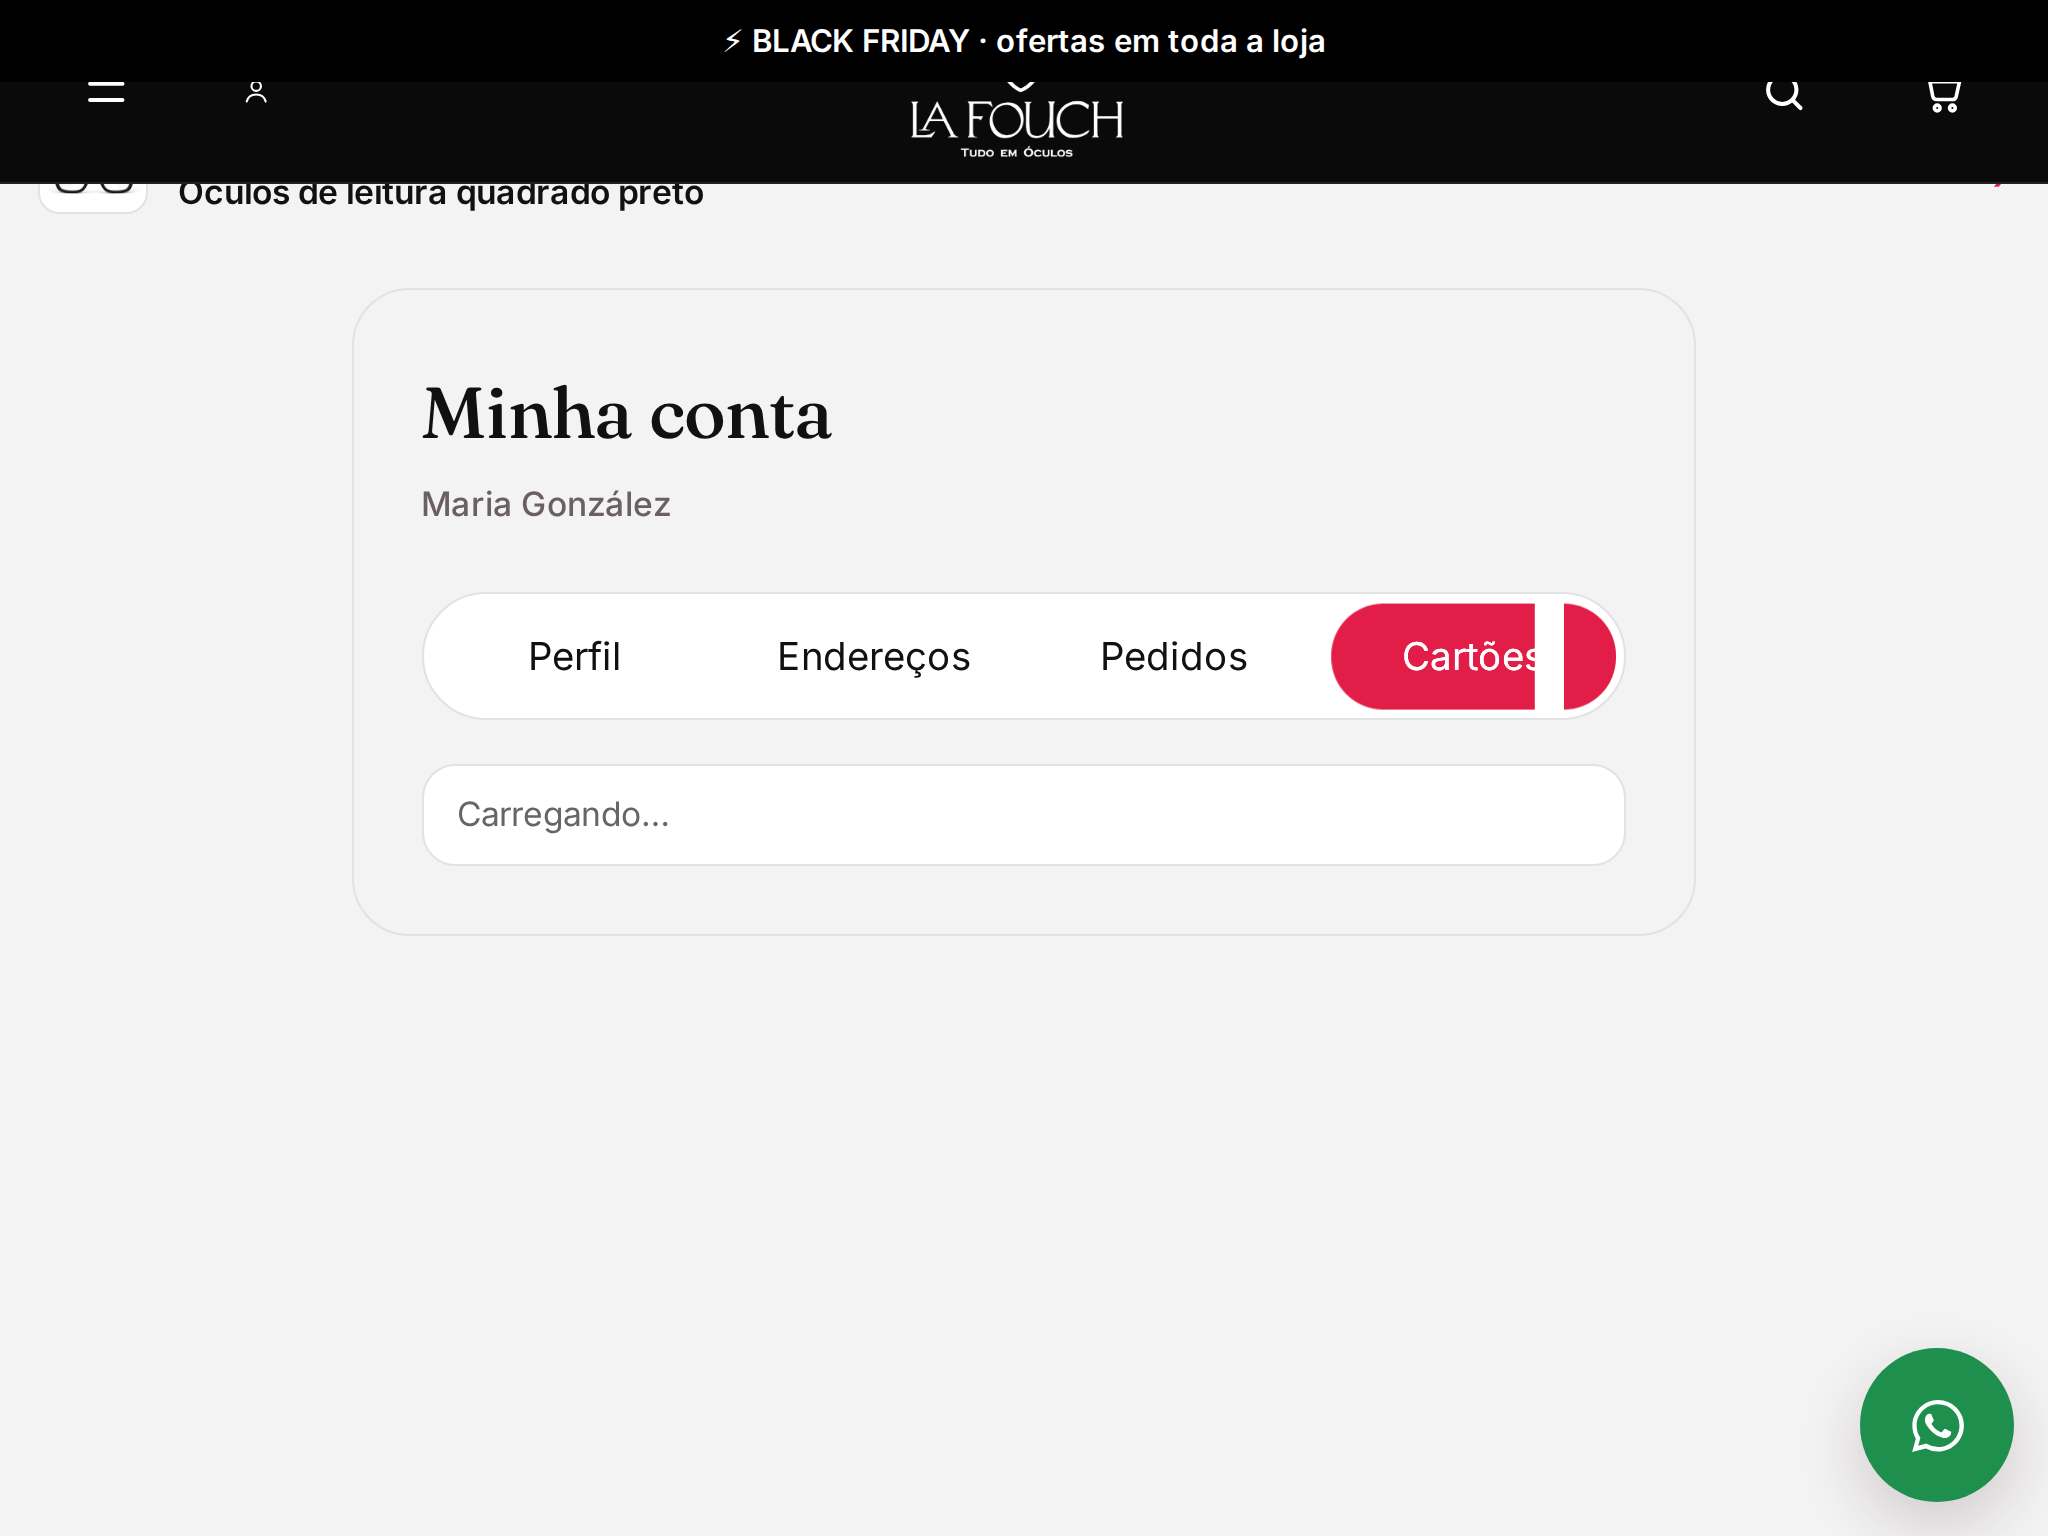 ⚡ BLACK FRIDAY · ofertas em toda a loja
LA FOUCH
TUDO EM ÓCULOS
Óculos de leitura quadrado preto
Minha conta
Maria González
Perfil
Endereços
Pedidos
Cartões
Carregando...